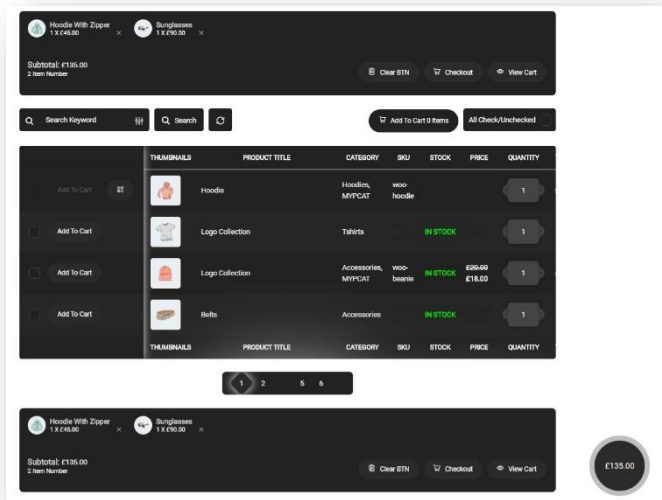 Hoodie With Zipper
1 X £45.00 ×
Sunglasses
1 X £90.00 ×
Subtotal: £135.00
2 Item Number
Clear BTN Checkout View Cart
Search Keyword Search Add To Cart 0 Items All Check/Unchecked
THUMBNAILS PRODUCT TITLE CATEGORY SKU STOCK PRICE QUANTITY
Add To Cart Hoodie Hoodies, MYPCAT woo-hoodie 1
Add To Cart Logo Collection Tshirts IN STOCK 1
Add To Cart Logo Collection Accessories, MYPCAT woo-beanie IN STOCK £20.00 £18.00 1
Add To Cart Belts Accessories IN STOCK 1
THUMBNAILS PRODUCT TITLE CATEGORY SKU STOCK PRICE QUANTITY
1 2 5 6
Hoodie With Zipper
1 X £45.00 ×
Sunglasses
1 X £90.00 ×
Subtotal: £135.00
2 Item Number
Clear BTN Checkout View Cart
£135.00